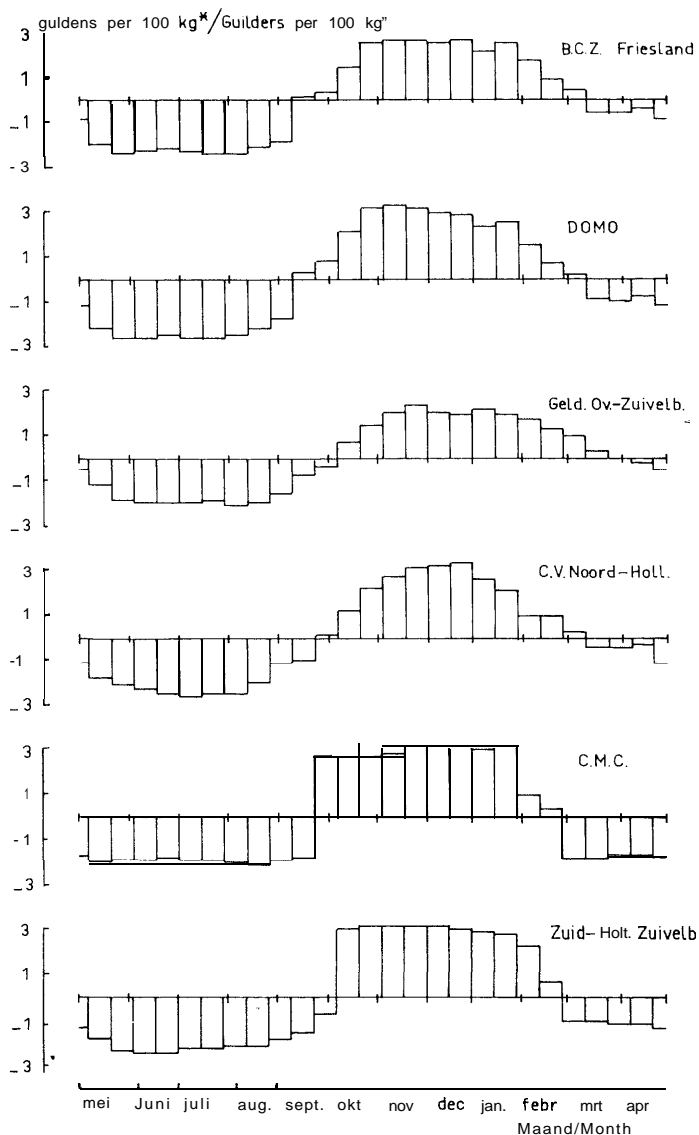 guldens per 100 kg*/Guilders per 100 kg"
3
1
-1
-3
B.C.Z. Friesland
3
1
-1
-3
DOMO
3
1
-1
-3
Geld. Ov.-Zuivelb.
3
1
-1
-3
C.V. Noord-Holl.
3
1
-1
-3
C.M.C.
3
1
-1
-3
Zuid-Holt. Zuivelb
mei Juni juli aug. sept. okt nov dec jan. febr mrt apr
Maand/Month